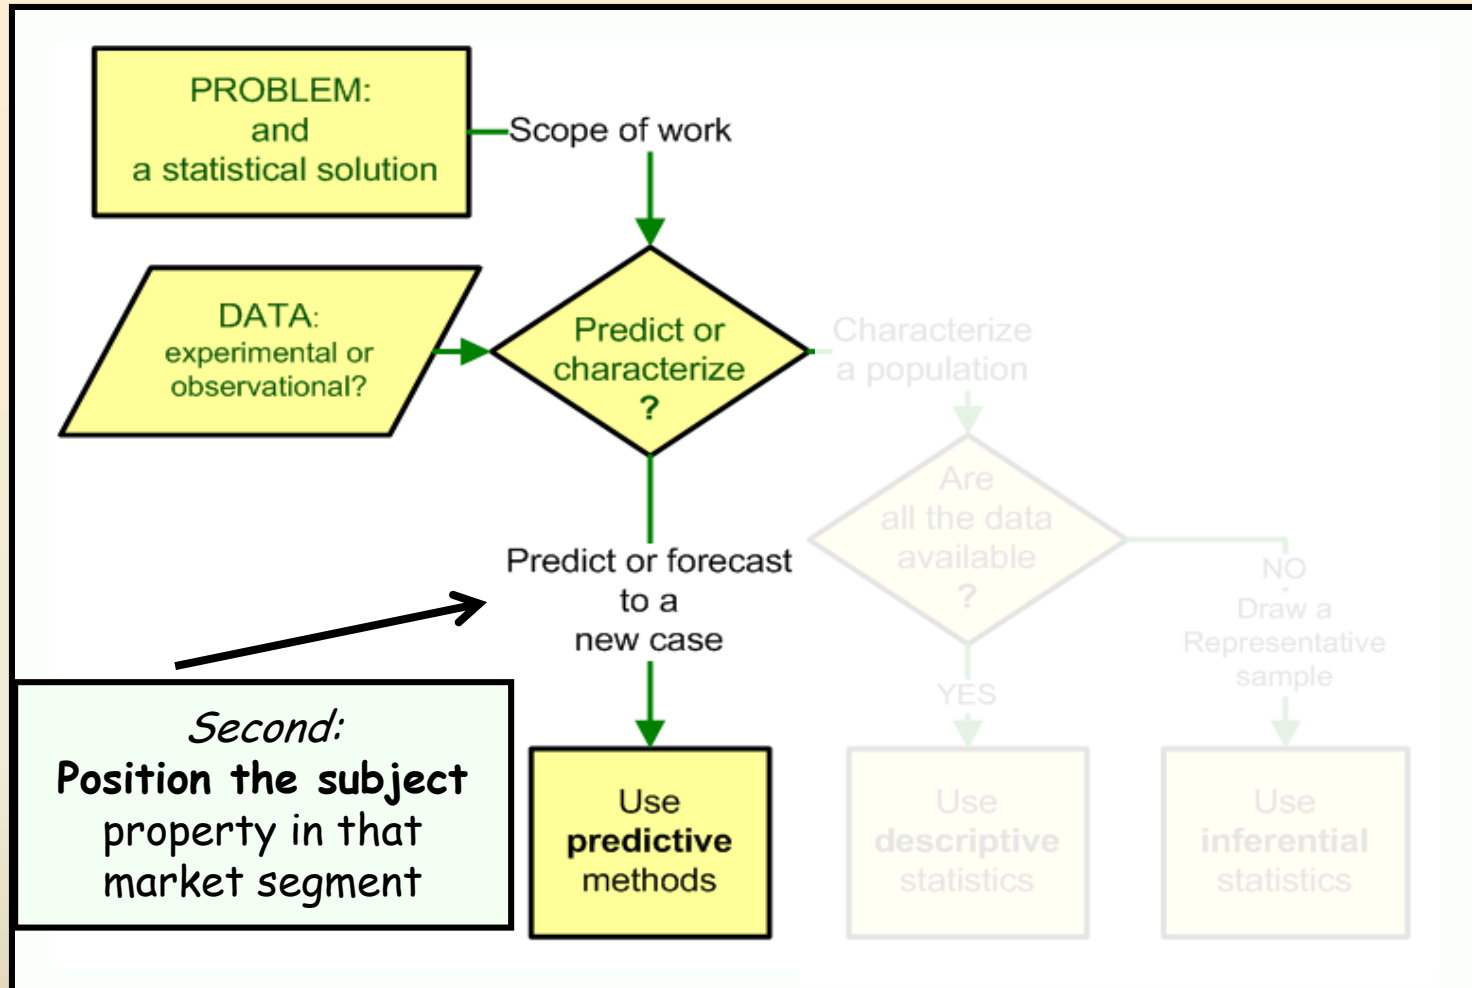 PROBLEM:
and
a statistical solution
Scope of work
DATA:
experimental or
observational?
Predict or
characterize
?
Characterize
a population
Are
all the data
available
?
NO
Draw a
Representative
sample
YES
Predict or forecast
to a
new case
Second:
Position the subject
property in that
market segment
Use
predictive
methods
Use
descriptive
statistics
Use
inferential
statistics